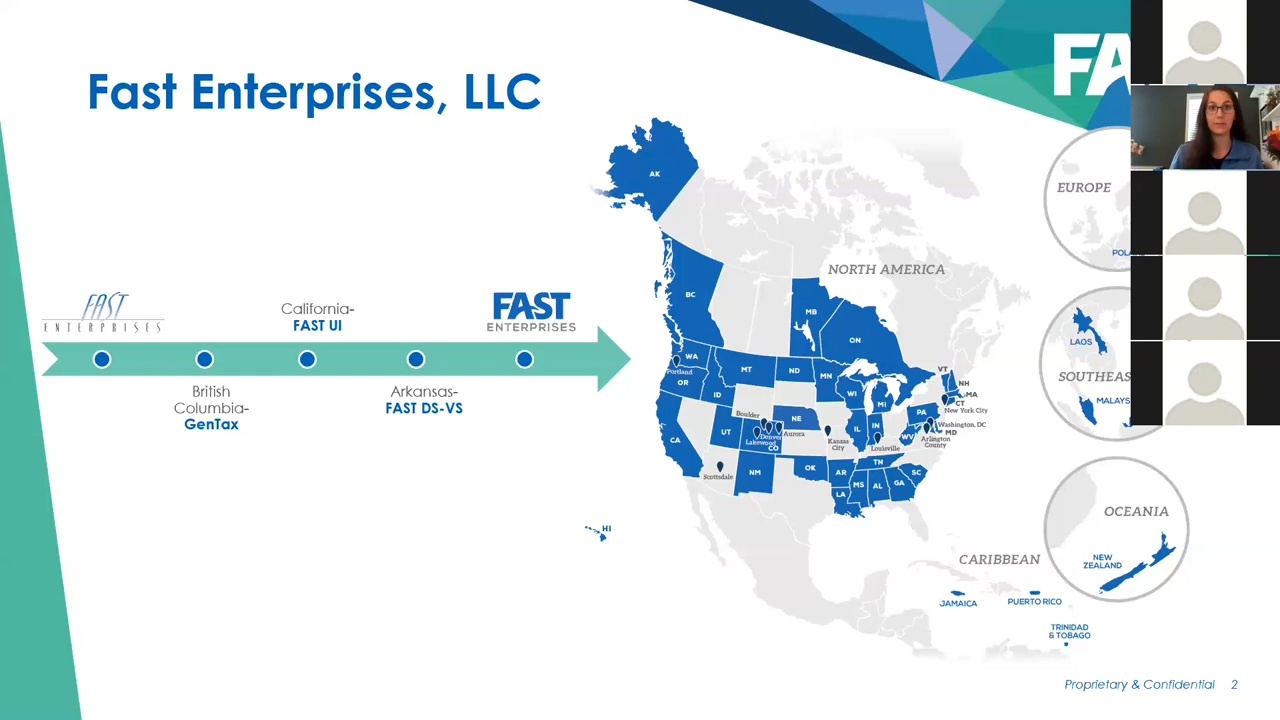 Fast Enterprises, LLC
FA
FAST
ENTERPRISES
California-
FAST UI
FAST
ENTERPRISES
British
Columbia-
GenTax
Arkansas-
FAST DS-VS
NORTH AMERICA
AK
BC
MB
ON
WA
Portland
OR
ID
MT
ND
MN
WI
MI
VT
NH
MA
CT
New York City
PA
Washington, DC
MD
Arlington
County
WV
CA
UT
Boulder
Denver
Lakewood
Aurora
CO
NE
Kansas
City
IL
IN
Louisville
Scottsdale
NM
OK
AR
TN
SC
LA
MS
AL
GA
HI
EUROPE
POLA
LAOS
SOUTHEAS
MALAYS
OCEANIA
NEW
ZEALAND
CARIBBEAN
JAMAICA
PUERTO RICO
TRINIDAD
& TOBAGO
Proprietary & Confidential 2